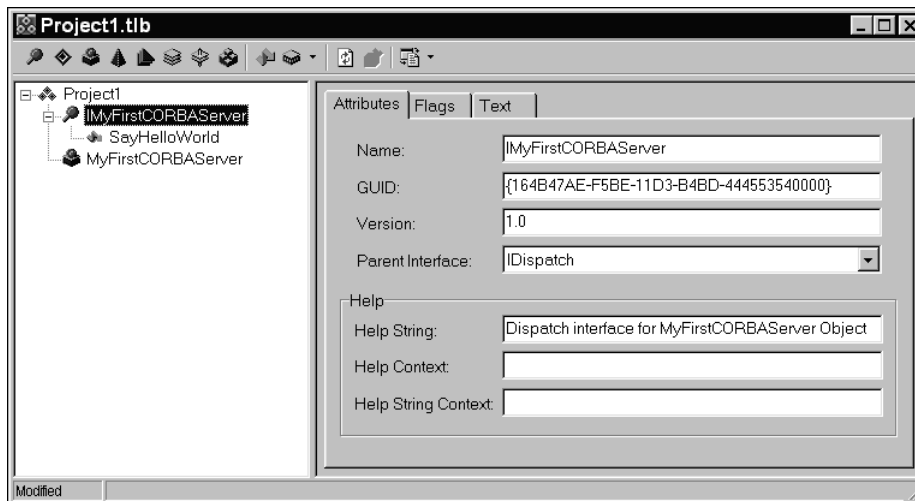 Project1.tlb
Project1
IMyFirstCORBAServer
SayHelloWorld
MyFirstCORBAServer
Attributes
Flags
Text
Name: IMyFirstCORBAServer
GUID: {164B47AE-F5BE-11D3-B4BD-444553540000}
Version: 1.0
Parent Interface: IDispatch
Help
Help String: Dispatch interface for MyFirstCORBAServer Object
Help Context:
Help String Context:
Modified